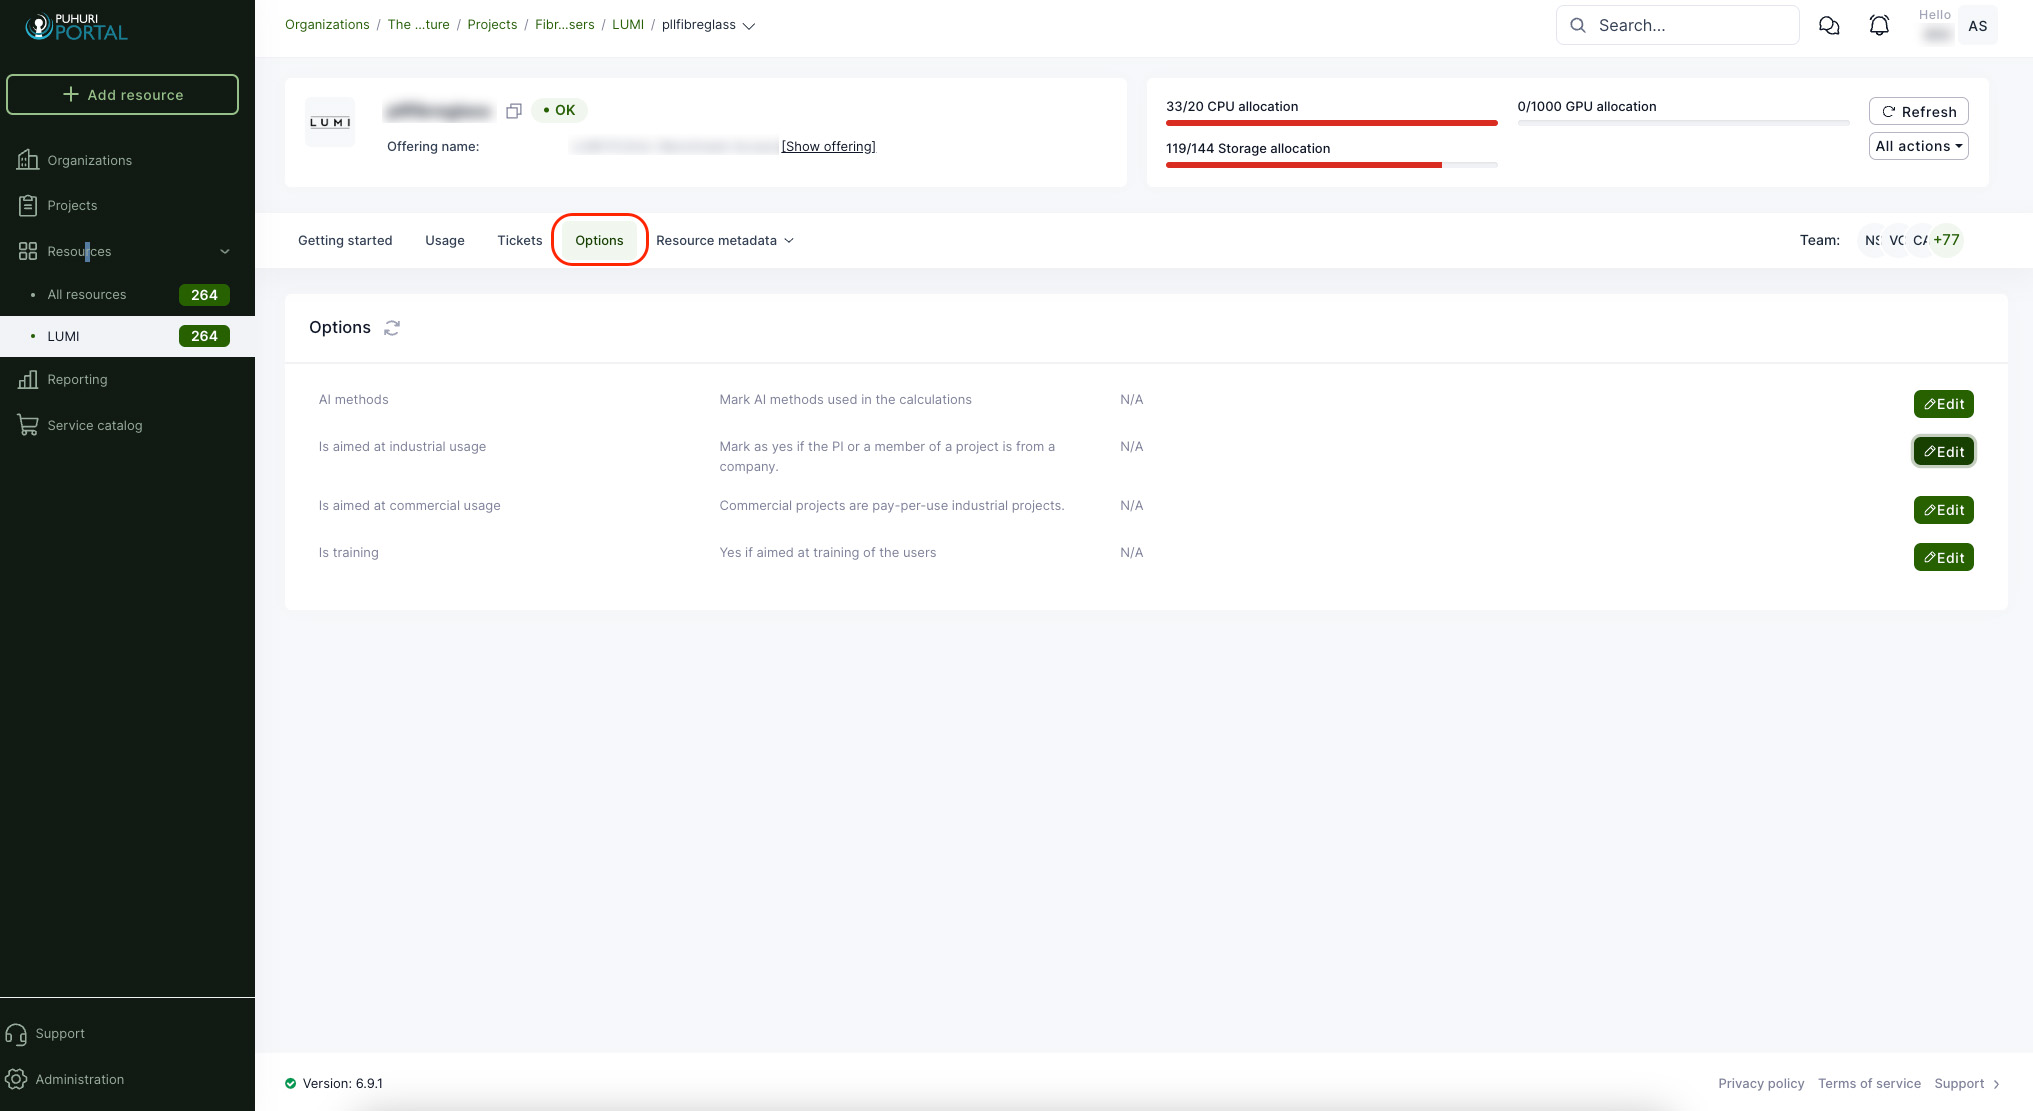 PUHURI
PORTAL
Organizations / The ...ture / Projects / Fibr...sers / LUMI / pllfibreglass
Search...
Hello
AS
+ Add resource
Organizations
Projects
Resources
All resources 264
LUMI 264
Reporting
Service catalog
Support
Administration
LUMI
OK
Offering name:
[Show offering]
33/20 CPU allocation
0/1000 GPU allocation
119/144 Storage allocation
Refresh
All actions
Getting started
Usage
Tickets
Options
Resource metadata
Team:
NS VC CA +77
Options
AI methods
Mark AI methods used in the calculations
N/A
Edit
Is aimed at industrial usage
Mark as yes if the PI or a member of a project is from a
company.
N/A
Edit
Is aimed at commercial usage
Commercial projects are pay-per-use industrial projects.
N/A
Edit
Is training
Yes if aimed at training of the users
N/A
Edit
Version: 6.9.1
Privacy policy
Terms of service
Support